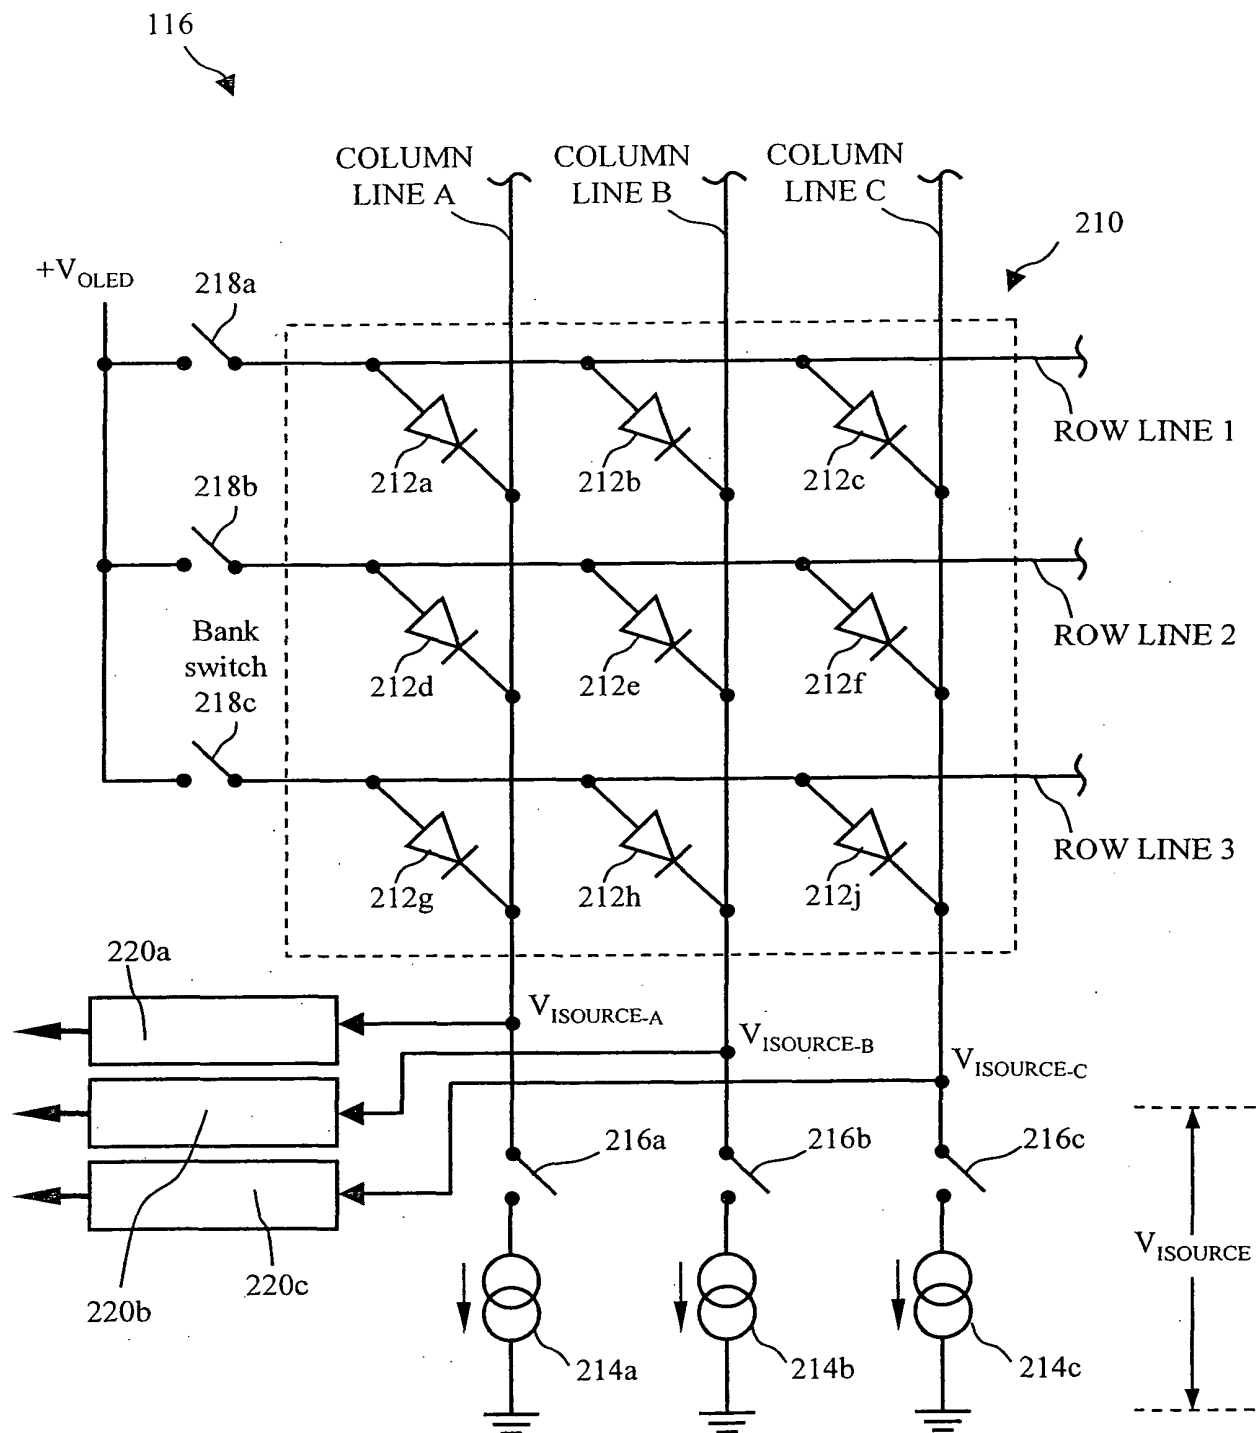 116
COLUMN
LINE A
COLUMN
LINE B
COLUMN
LINE C
210
+VOLED
218a
212a
212b
212c
ROW LINE 1
218b
212d
212e
212f
ROW LINE 2
Bank
switch
218c
212g
212h
212j
ROW LINE 3
220a
VISOURCE-A
VISOURCE-B
VISOURCE-C
216a
216b
216c
VISOURCE
220b
220c
214a
214b
214c